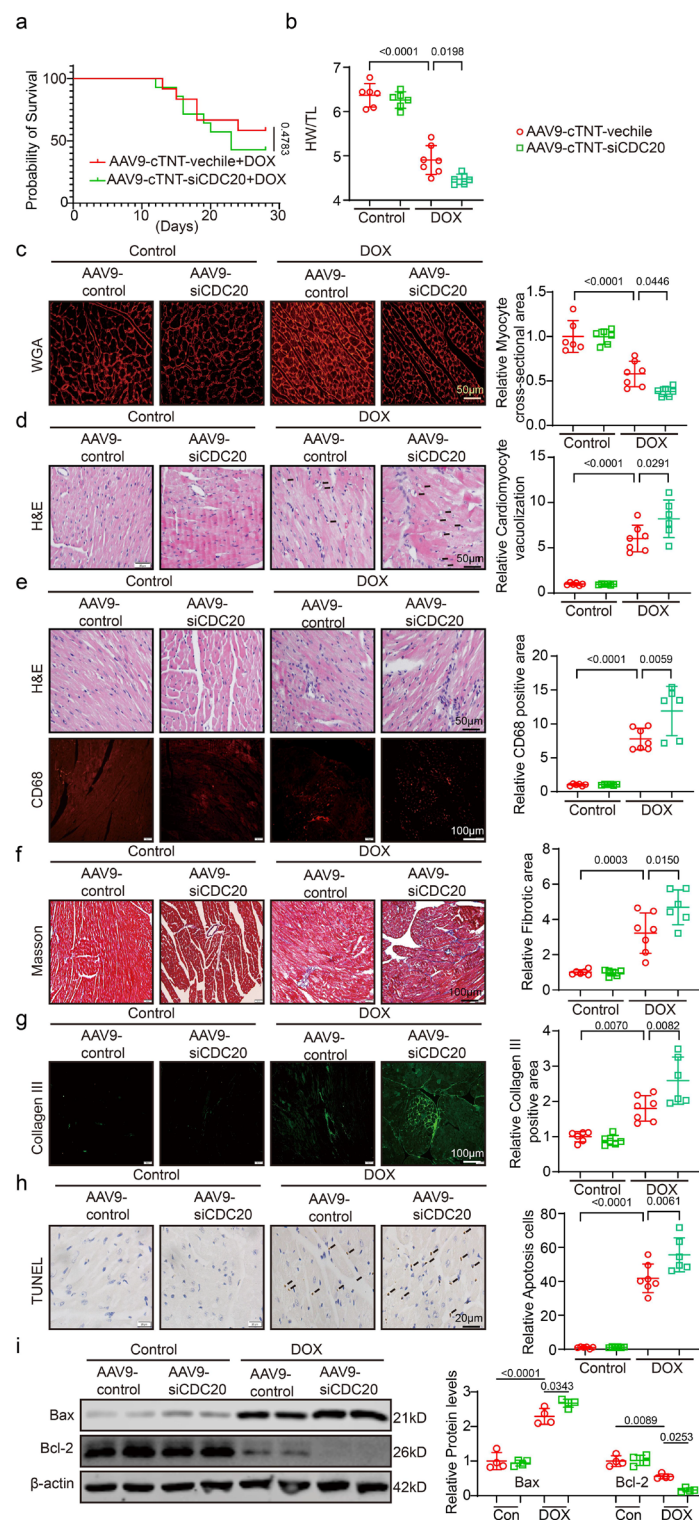 a
Probability of Survival
100
50
0
0
10
20
30
(Days)
0.4783
AAV9-cTNT-vechile+DOX
AAV9-cTNT-siCDC20+DOX
b
HW/TL
7
6
5
4
<0.0001
0.0198
Control
DOX
AAV9-cTNT-vechile
AAV9-cTNT-siCDC20
c
Control
DOX
AAV9-
control
AAV9-
siCDC20
AAV9-
control
AAV9-
siCDC20
WGA
50μm
Relative Myocyte
cross-sectional area
1.5
1.0
0.5
0.0
<0.0001
0.0446
Control
DOX
d
Control
DOX
AAV9-
control
AAV9-
siCDC20
AAV9-
control
AAV9-
siCDC20
H&E
50μm
Relative Cardiomyocyte
vacuolization
15
10
5
0
<0.0001
0.0291
Control
DOX
e
Control
DOX
AAV9-
control
AAV9-
siCDC20
AAV9-
control
AAV9-
siCDC20
H&E
50μm
CD68
100μm
Relative CD68 positive area
20
15
10
5
0
<0.0001
0.0059
Control
DOX
f
Control
DOX
AAV9-
control
AAV9-
siCDC20
AAV9-
control
AAV9-
siCDC20
Masson
100μm
Relative Fibrotic area
8
6
4
2
0
0.0003
0.0150
Control
DOX
g
Control
DOX
AAV9-
control
AAV9-
siCDC20
AAV9-
control
AAV9-
siCDC20
Collagen III
100μm
Relative Collagen III
positive area
4
3
2
1
0
0.0070
0.0082
Control
DOX
h
Control
DOX
AAV9-
control
AAV9-
siCDC20
AAV9-
control
AAV9-
siCDC20
TUNEL
20μm
Relative Apotosis cells
80
60
40
20
0
<0.0001
0.0061
Control
DOX
i
Control
DOX
AAV9-
control
AAV9-
siCDC20
AAV9-
control
AAV9-
siCDC20
Bax
21kD
Bcl-2
26kD
β-actin
42kD
Relative Protein levels
3
2
1
0
<0.0001
0.0343
0.0089
0.0253
Bax
Bcl-2
Con
DOX
Con
DOX